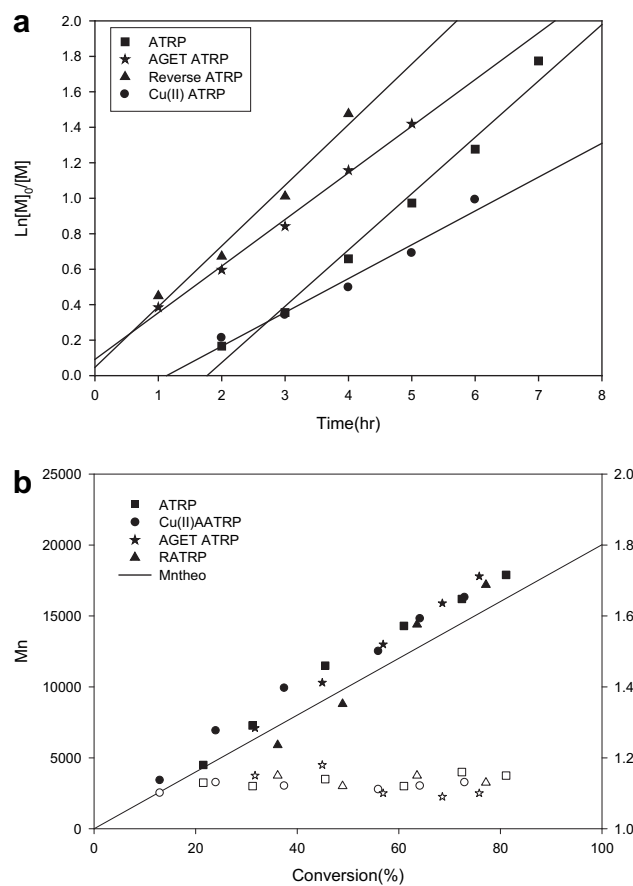 a
2.0
1.8
1.6
1.4
1.2
1.0
0.8
0.6
0.4
0.2
0.0
Ln[M]₀/[M]
ATRP
AGET ATRP
Reverse ATRP
Cu(II) ATRP
0 1 2 3 4 5 6 7 8
Time(hr)
b
25000
20000
15000
10000
5000
0
Mn
ATRP
Cu(II)AATRP
AGET ATRP
RATRP
Mntheo
2.0
1.8
1.6
1.4
1.2
1.0
0 20 40 60 80 100
Conversion(%)